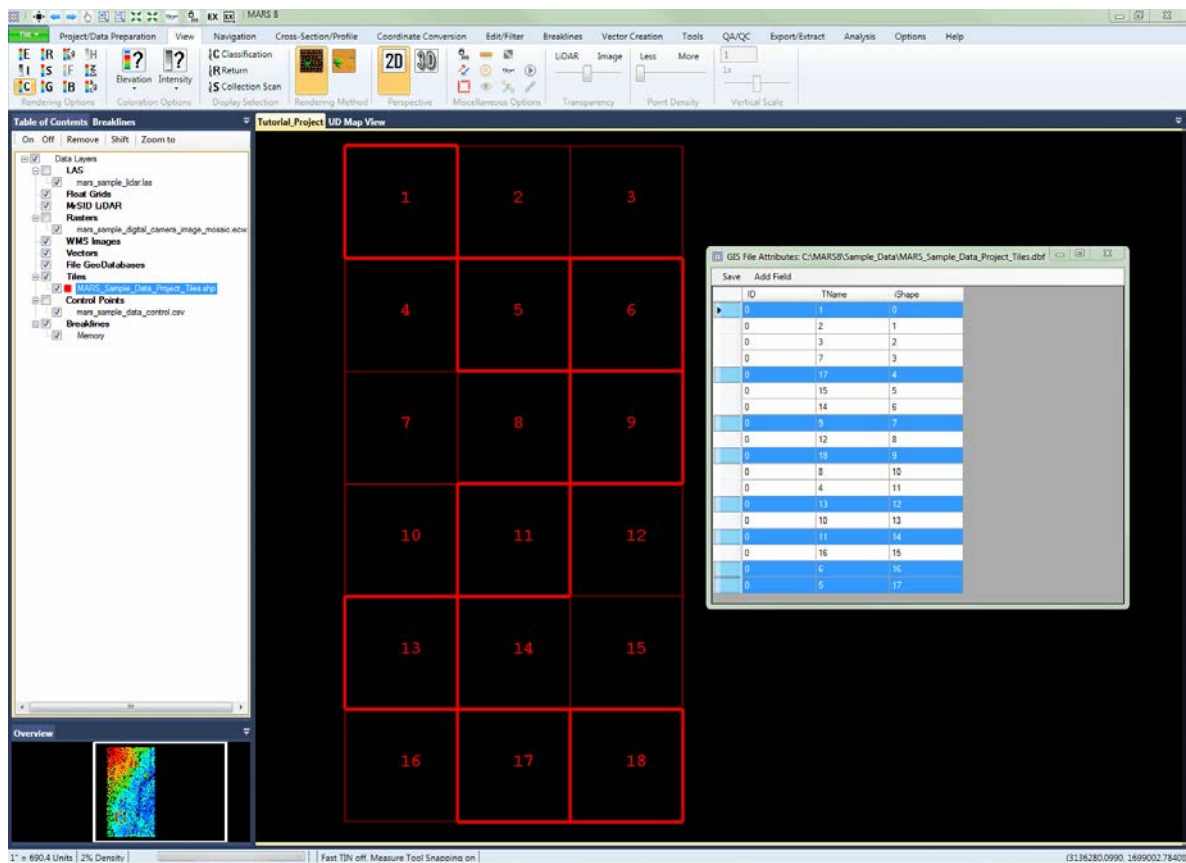 EX EX MARS 8
FILE Project/Data Preparation View Navigation Cross-Section/Profile Coordinate Conversion Edit/Filter Breaklines Vector Creation Tools QA/QC Export/Extract Analysis Options Help
E R H
I S F
C G B
Elevation Intensity
C Classification
R Return
S Collection Scan
2D 3D
LiDAR Image
Less More
1
1x
Rendering Options Coloration Options Display Selection Rendering Method Perspective Miscellaneous Options Transparency Point Density Vertical Scale
Table of Contents Breaklines
On Off Remove Shift Zoom to
Data Layers
LAS
mars_sample_lidar.las
Float Grids
MrSID LiDAR
Rasters
mars_sample_digital_camera_image_mosaic.ecw
WMS Images
Vectors
File GeoDatabases
Tiles
MARS_Sample_Data_Project_Tiles.shp
Control Points
mars_sample_data_control.csv
Breaklines
Memory
Overview
Tutorial_Project UD Map View
1 2 3
4 5 6
7 8 9
10 11 12
13 14 15
16 17 18
GIS File Attributes: C:\MARS8\Sample_Data\MARS_Sample_Data_Project_Tiles.dbf
Save Add Field
ID TName iShape
0 1 0
0 2 1
0 3 2
0 7 3
0 17 4
0 15 5
0 14 6
0 9 7
0 12 8
0 18 9
0 8 10
0 4 11
0 13 12
0 10 13
0 11 14
0 16 15
0 6 16
0 5 17
1" = 690.4 Units 2% Density Fast TIN off. Measure Tool Snapping on (3136280.0990, 1699002.7840)